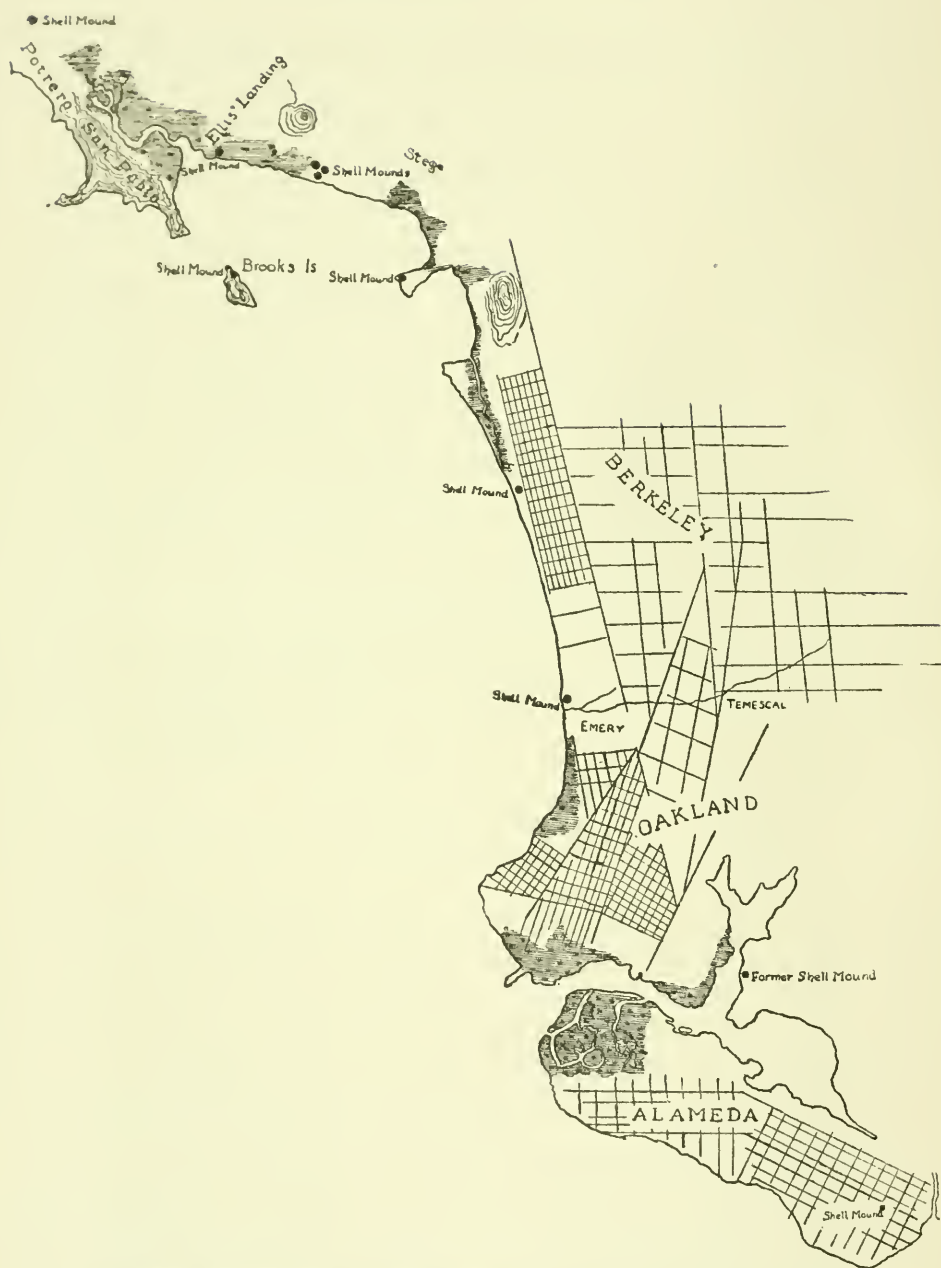 Shell Mound
Potrero San Pablo
Ellis' Landing
Shell Mound
Shell Mounds
Stege
Shell Mound
Brooks Is
Shell Mound
BERKELEY
Shell Mound
Shell Mound
EMERY
TEMESCAL
OAKLAND
Former Shell Mound
ALAMEDA
Shell Mound